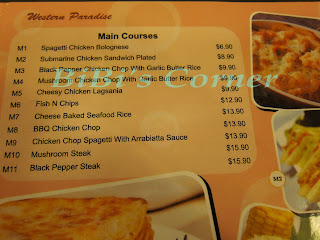 Western Paradise
Main Courses
M1 Spagetti Chicken Bolognese $6.90
M2 Submarine Chicken Sandwich Plated $8.90
M3 Black Pepper Chicken Chop With Garlic Butter Rice $9.90
M4 Mushroom Chicken Chop With Garlic Butter Rice $9.90
M5 Cheesy Chicken Lagsania $9.90
M6 Fish N Chips $12.90
M7 Cheese Baked Seafood Rice $13.90
M8 BBQ Chicken Chop $13.90
M9 Chicken Chop Spagetti With Arrabiatta Sauce $13.90
M10 Mushroom Steak $15.90
M11 Black Pepper Steak $15.90
BiBi's Corner